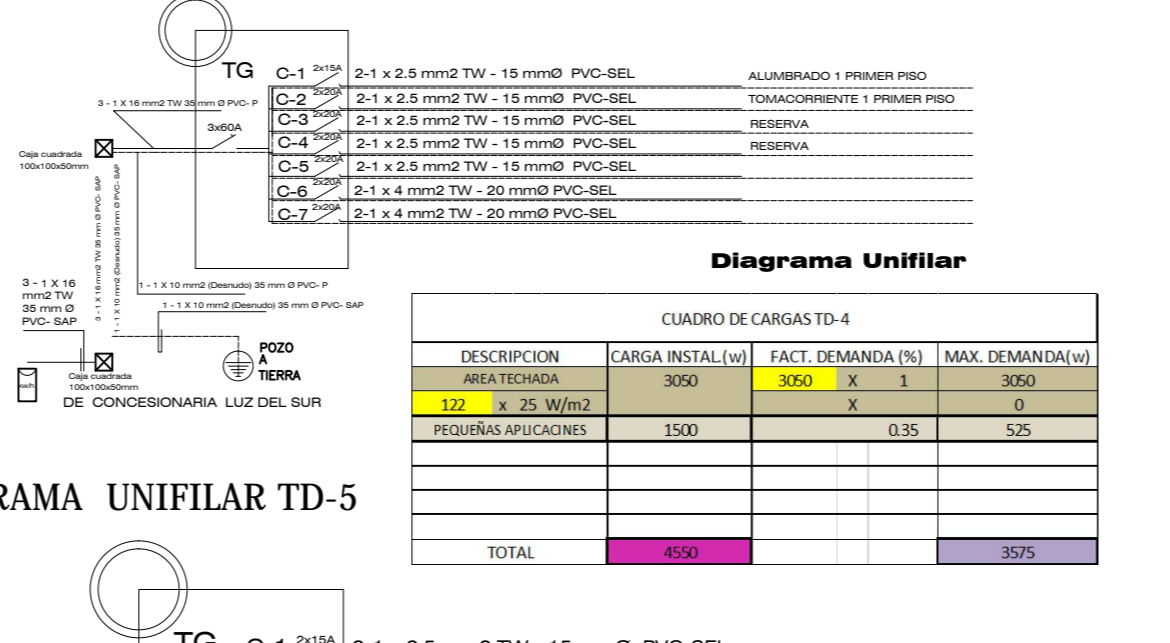 TG
C-1 2x15A 2-1 x 2.5 mm2 TW - 15 mmØ PVC-SEL ALUMBRADO 1 PRIMER PISO
C-2 2x20A 2-1 x 2.5 mm2 TW - 15 mmØ PVC-SEL TOMACORRIENTE 1 PRIMER PISO
C-3 2x20A 2-1 x 2.5 mm2 TW - 15 mmØ PVC-SEL RESERVA
C-4 2x20A 2-1 x 2.5 mm2 TW - 15 mmØ PVC-SEL RESERVA
C-5 2x20A 2-1 x 2.5 mm2 TW - 15 mmØ PVC-SEL
C-6 2x20A 2-1 x 4 mm2 TW - 20 mmØ PVC-SEL
C-7 2x20A 2-1 x 4 mm2 TW - 20 mmØ PVC-SEL
3 - 1 X 16 mm2 TW 35 mm Ø PVC- P
3x60A
Caja cuadrada
100x100x50mm
3 - 1 X 16 mm2 TW 35 mm Ø PVO- SAP
1 - 1 X 10 mm2 (Desnudo) 35 mm Ø PVC- SAP
Diagrama Unifilar
3 - 1 X 16
mm2 TW
35 mm Ø
PVC- SAP
1 - 1 X 10 mm2 (Desnudo) 35 mm Ø PVC- P
1 - 1 X 10 mm2 (Desnudo) 35 mm Ø PVC- SAP
POZO
A
TIERRA
kw/h
Caja cuadrada
100x100x50mm
DE CONCESIONARIA LUZ DEL SUR
CUADRO DE CARGAS TD-4
DESCRIPCION CARGA INSTAL.(w) FACT. DEMANDA (%) MAX. DEMANDA(w)
AREA TECHADA 3050 3050 X 1 3050
122 x 25 W/m2 X 0
PEQUEÑAS APLICACINES 1500 0.35 525
TOTAL 4550 3575
RAMA UNIFILAR TD-5
TG C-1 2x15A